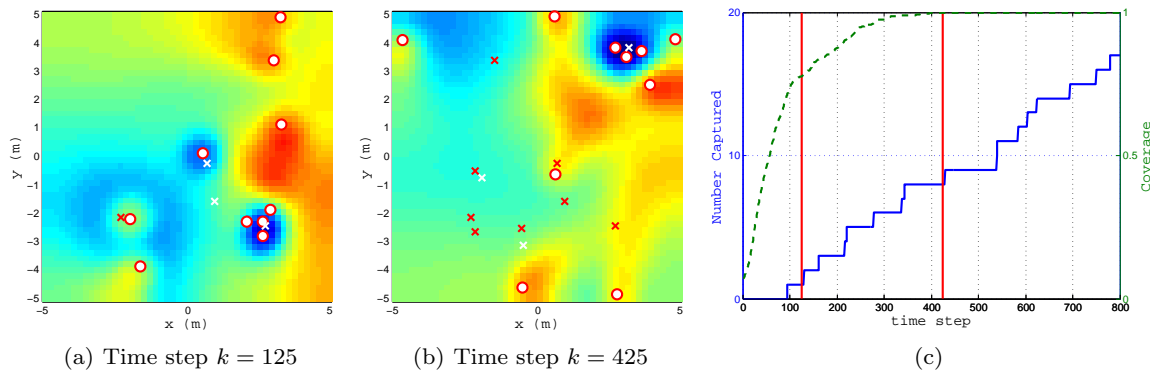 5
4
3
2
1
0
−1
−2
−3
−4
−5
y (m)
−5 0 5
x (m)
(a) Time step k = 125
5
4
3
2
1
0
−1
−2
−3
−4
−5
y (m)
−5 0 5
x (m)
(b) Time step k = 425
20
10
0
Number Captured
1
0.5
0
Coverage
0 100 200 300 400 500 600 700 800
time step
(c)